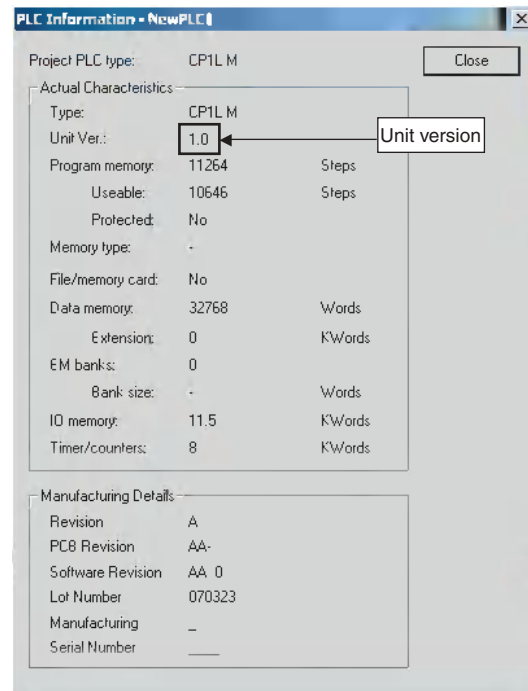 PLC Information - NewPLC1
Project PLC type: CP1L M Close
Actual Characteristics
Type: CP1L M
Unit Ver.: 1.0 Unit version
Program memory: 11264 Steps
Useable: 10646 Steps
Protected: No
Memory type: -
File/memory card: No
Data memory: 32768 Words
Extension: 0 KWords
EM banks: 0
Bank size: - Words
IO memory: 11.5 KWords
Timer/counters: 8 KWords
Manufacturing Details
Revision A
PCB Revision AA-
Software Revision AA 0
Lot Number 070323
Manufacturing _
Serial Number ____